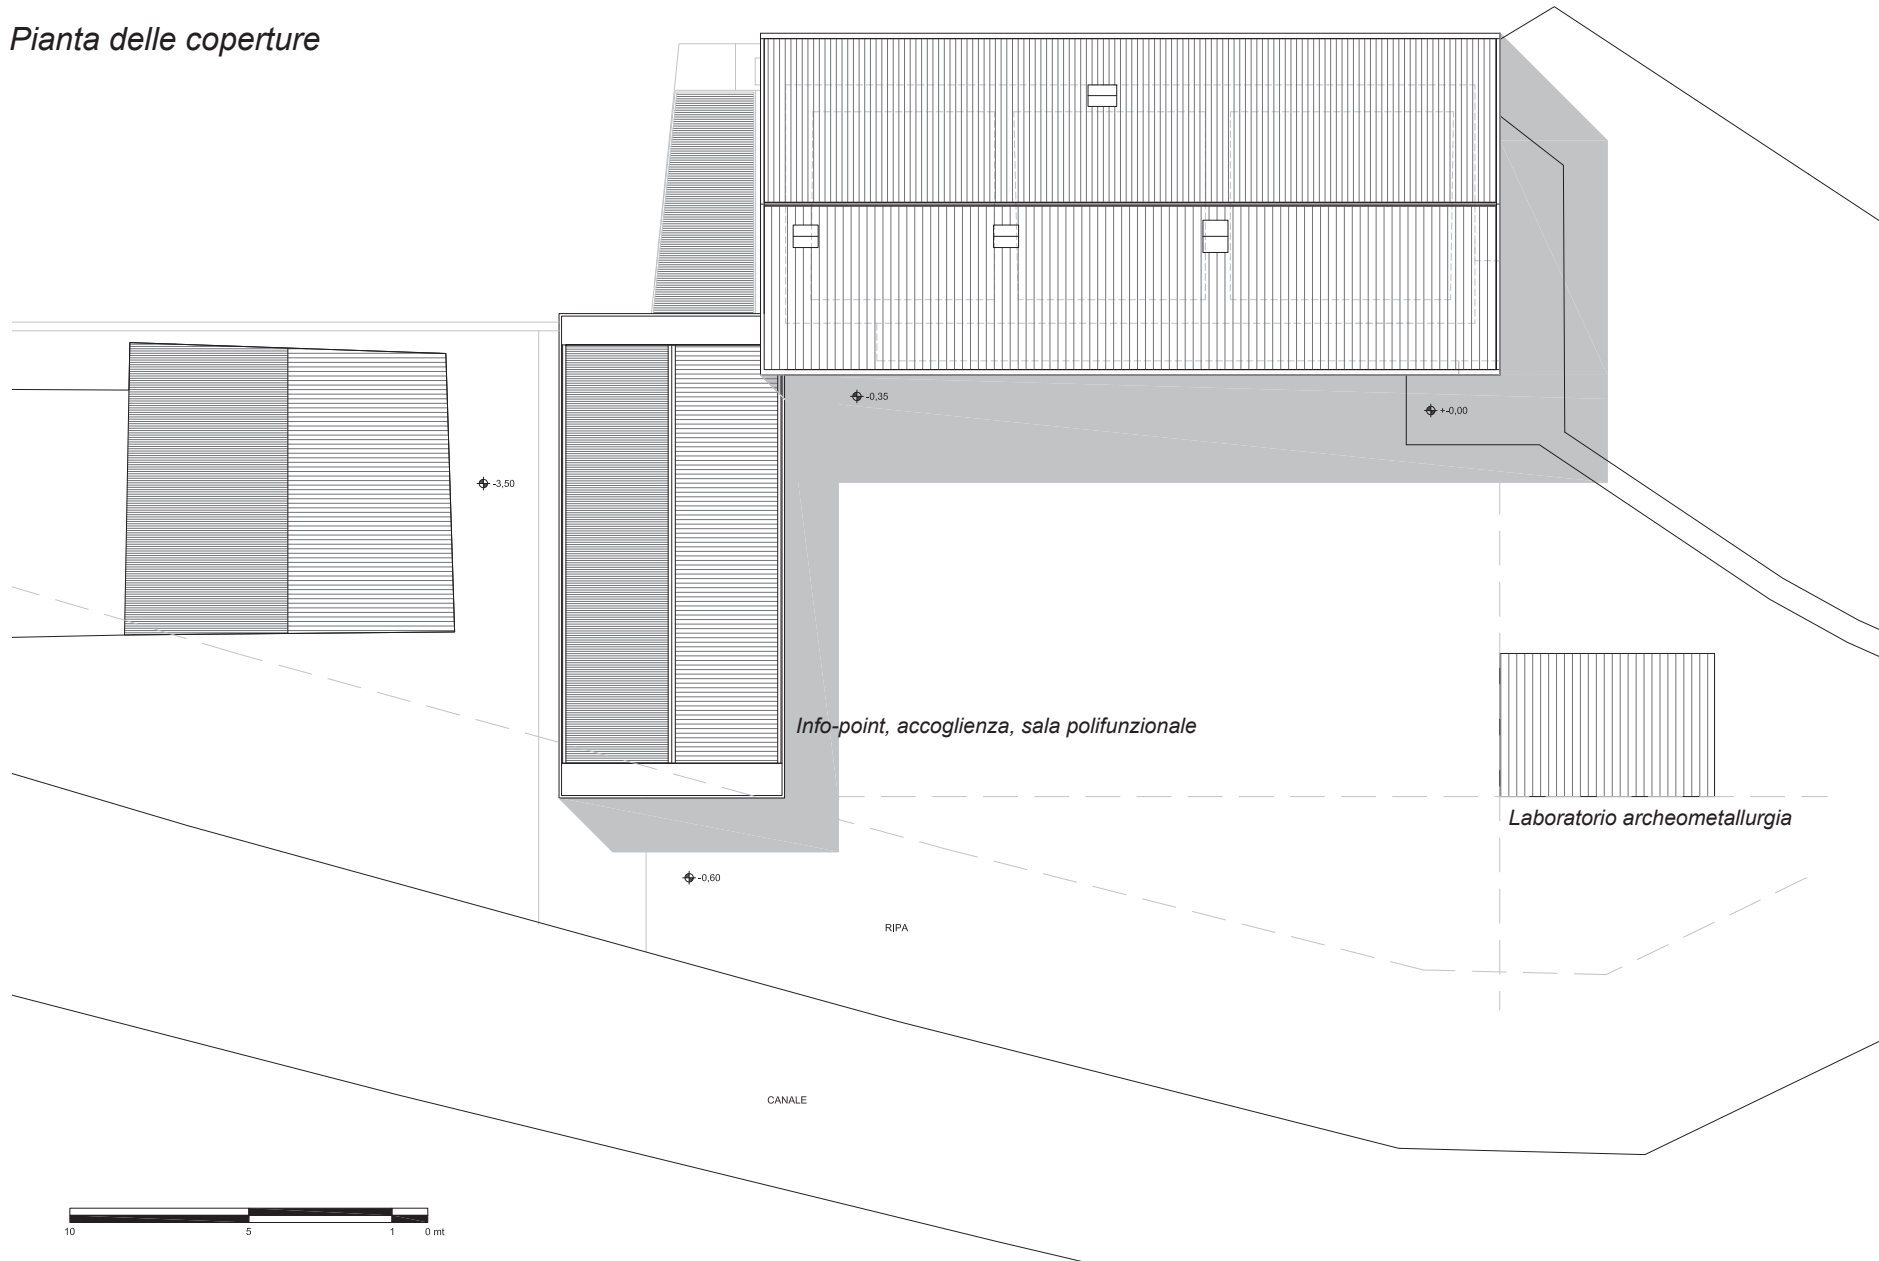 Pianta delle coperture
-0,35
+-0,00
-3,50
Info-point, accoglienza, sala polifunzionale
Laboratorio archeometallurgia
-0,60
RIPA
CANALE
10 5 1 0 mt